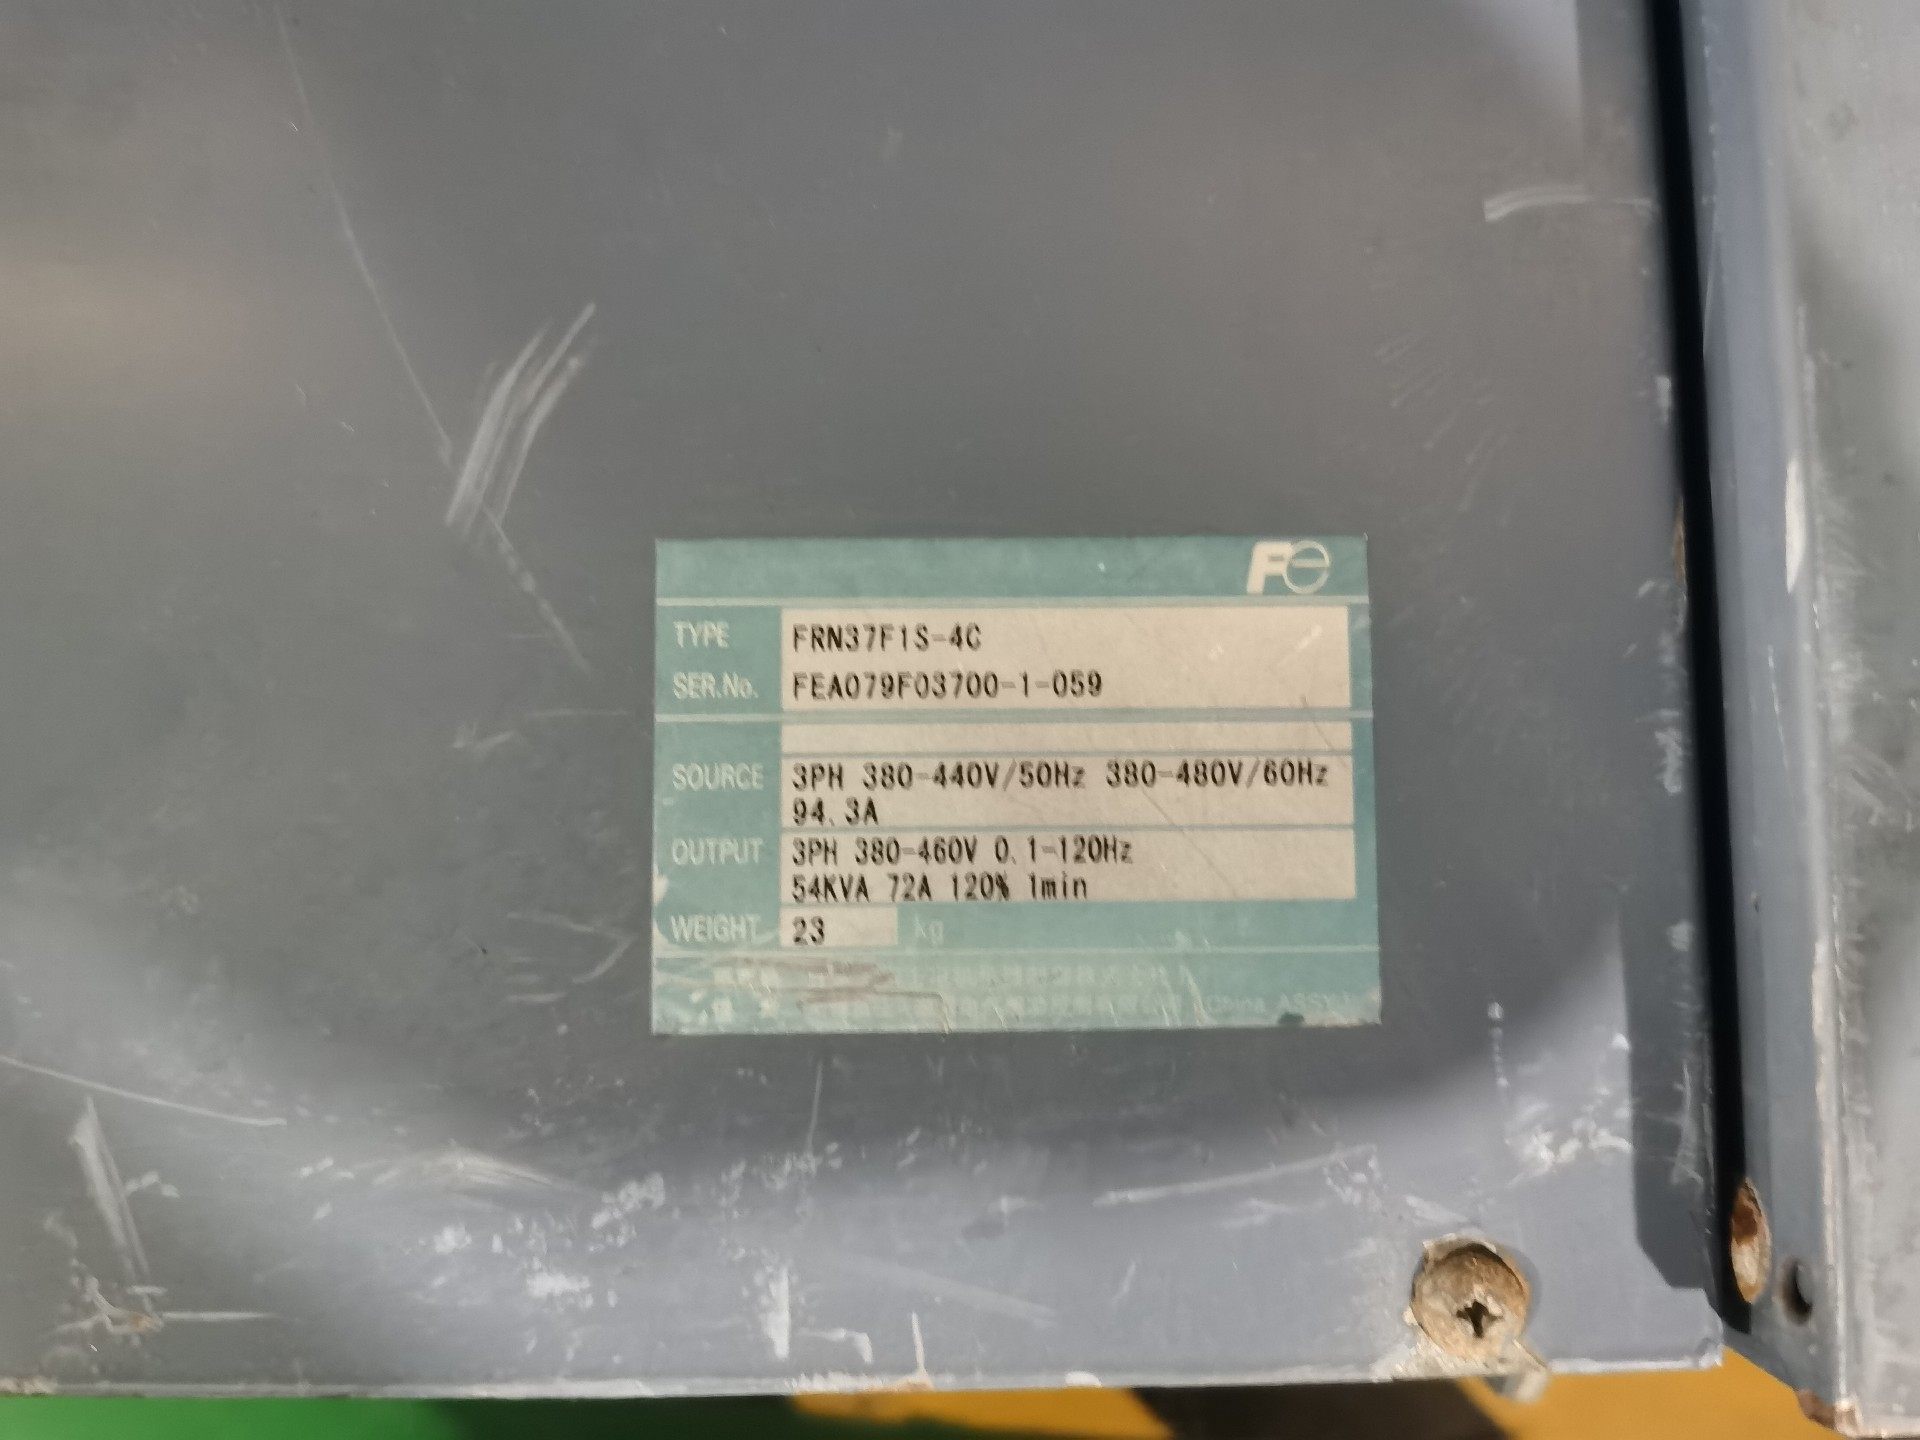 Fe
TYPE FRN37F1S-4C
SER.No. FEA079F03700-1-059
SOURCE 3PH 380-440V/50Hz 380-480V/60Hz
94.3A
OUTPUT 3PH 380-460V 0.1-120Hz
54KVA 72A 120% 1min
WEIGHT 23 kg
China ASSY